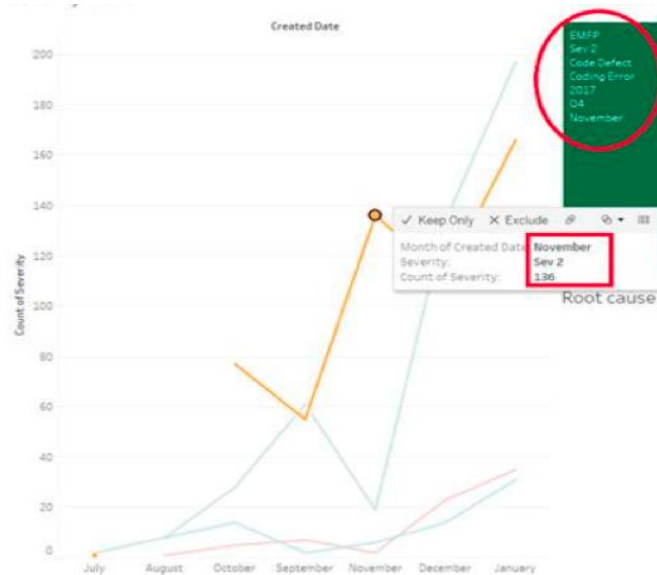 Created Date
EMFP
Sev 2
Code Defect
Coding Error
2017
Q4
November
200
180
160
140
120
100
80
60
40
20
0
Count of Severity
✓ Keep Only ✕ Exclude
Month of Created Date November
Severity: Sev 2
Count of Severity: 136
Root cause
July August October September November December January